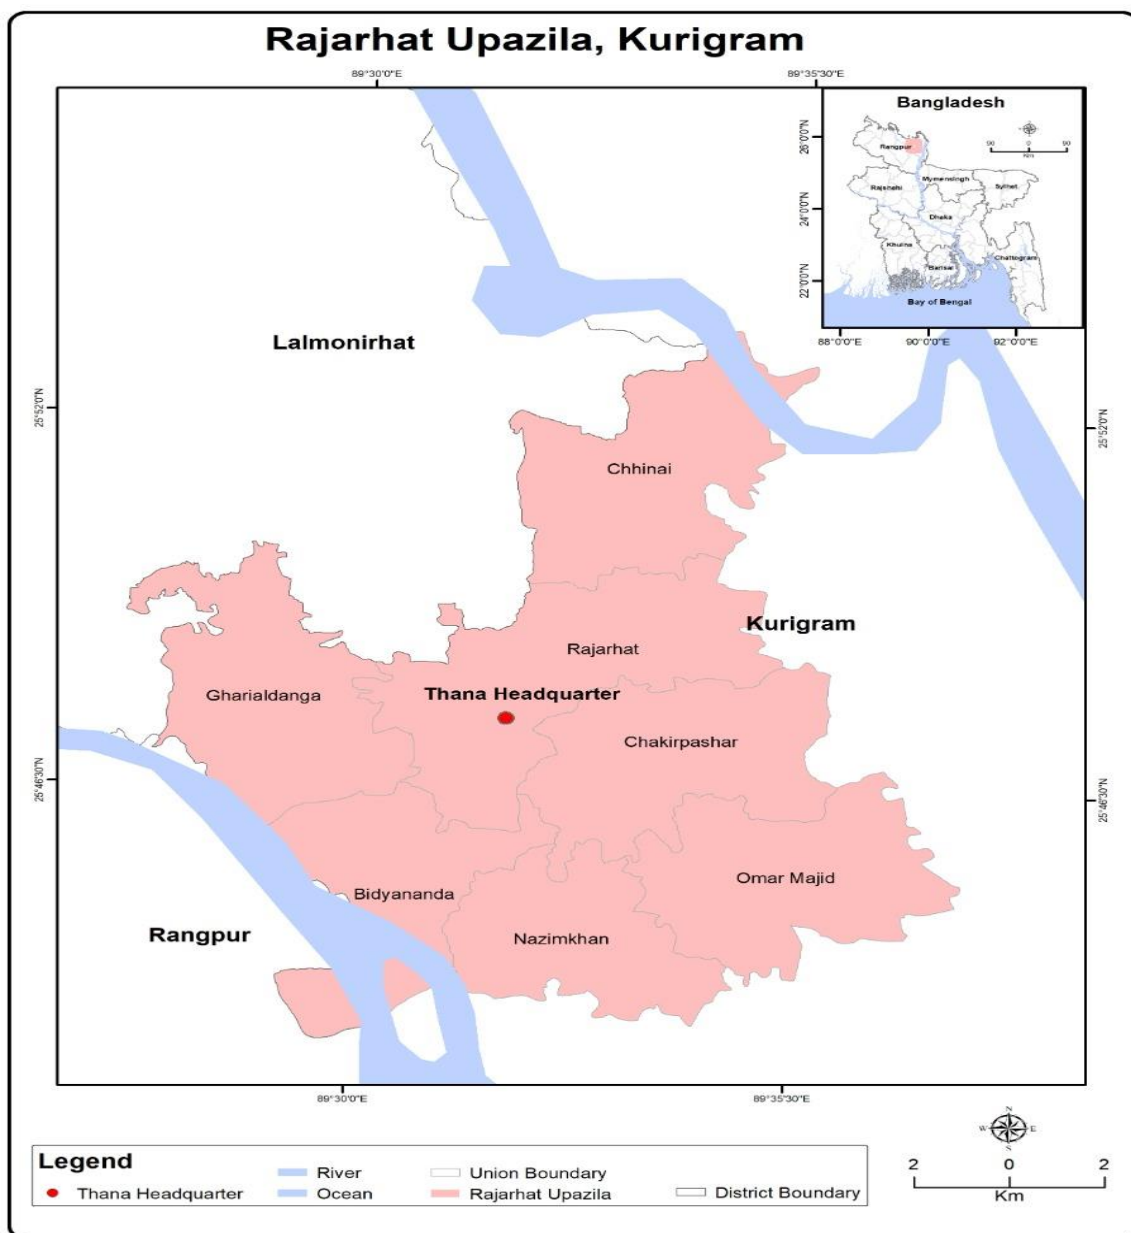 Rajarhat Upazila, Kurigram
89°30'0"E
89°35'30"E
Bangladesh
26°0'0"N
24°0'0"N
22°0'0"N
90 0 90
Km
Rangpur
Mymensingh
Rajshahi
Sylhet
Dhaka
Khulna
Barisal
Chattogram
Bay of Bengal
88°0'0"E
90°0'0"E
92°0'0"E
Lalmonirhat
25°52'0"N
25°52'0"N
Chhinai
Kurigram
Rajarhat
Gharialdanga
Thana Headquarter
Chakirpashar
25°46'30"N
25°46'30"N
Omar Majid
Bidyananda
Rangpur
Nazimkhan
89°30'0"E
89°35'30"E
N
W E
S
2 0 2
Km
Legend
Thana Headquarter
River
Ocean
Union Boundary
Rajarhat Upazila
District Boundary